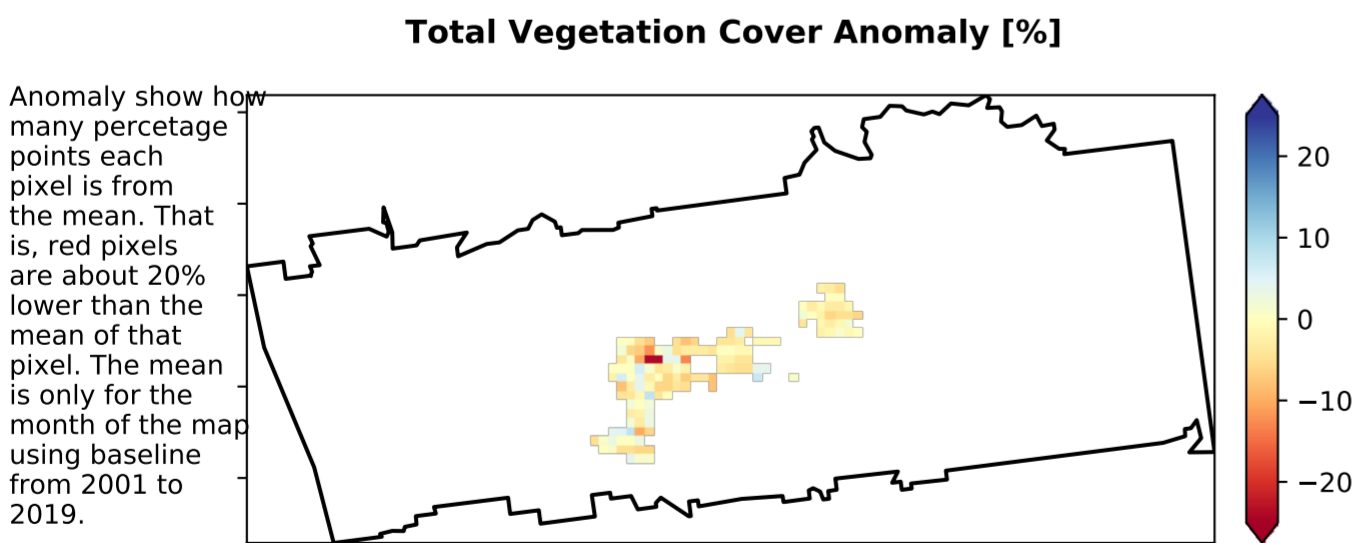 Total Vegetation Cover Anomaly [%]
Anomaly show how
many percetage
points each
pixel is from
the mean. That
is, red pixels
are about 20%
lower than the
mean of that
pixel. The mean
is only for the
month of the map
using baseline
from 2001 to
2019.
20
10
0
−10
−20